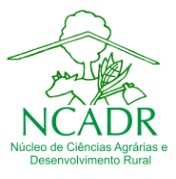 NCADR
Núcleo de Ciências Agrárias e
Desenvolvimento Rural